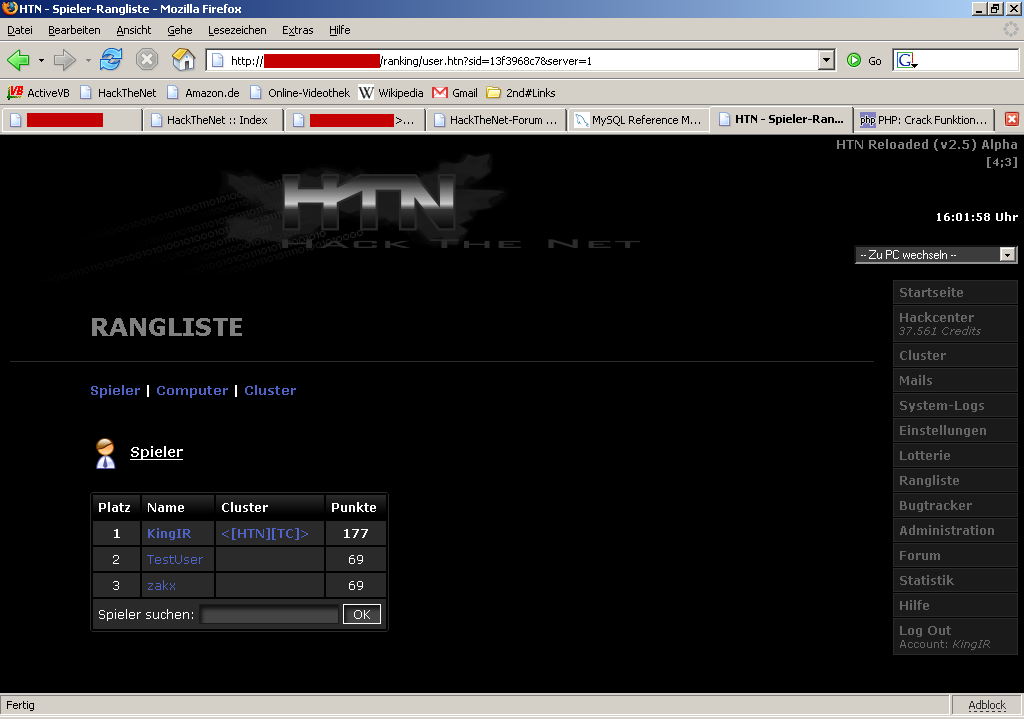 HTN - Spieler-Rangliste - Mozilla Firefox
Datei Bearbeiten Ansicht Gehe Lesezeichen Extras Hilfe
http:// /ranking/user.htn?sid=13f3968c7&server=1 Go G
ActiveVB HackTheNet Amazon.de Online-Videothek W Wikipedia Gmail 2nd#Links
HackTheNet :: Index >... HackTheNet-Forum ... MySQL Reference M... HTN - Spieler-Ran... php PHP: Crack Funktion...
HTN Reloaded (v2.5) Alpha
[4;3]
HTN
HACK THE NET
16:01:58 Uhr
-- Zu PC wechseln --
Startseite
Hackcenter
37.561 Credits
Cluster
Mails
System-Logs
Einstellungen
Lotterie
Rangliste
Bugtracker
Administration
Forum
Statistik
Hilfe
Log Out
Account: KingIR
RANGLISTE
Spieler | Computer | Cluster
Spieler
Platz Name Cluster Punkte
1 KingIR <[HTN][TC]> 177
2 TestUser 69
3 zakx 69
Spieler suchen: OK
Fertig Adblock